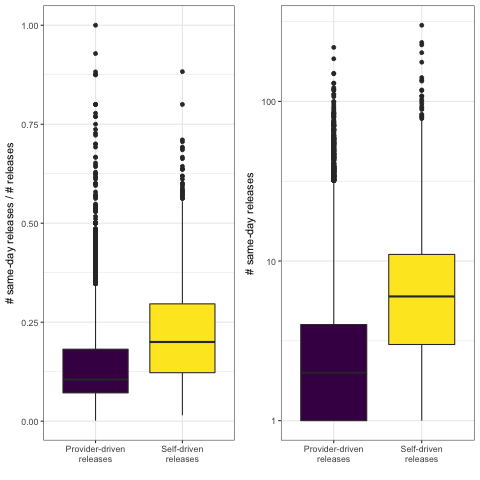 # same-day releases / # releases
1.00
0.75
0.50
0.25
0.00
Provider-driven
releases
Self-driven
releases
# same-day releases
100
10
1
Provider-driven
releases
Self-driven
releases